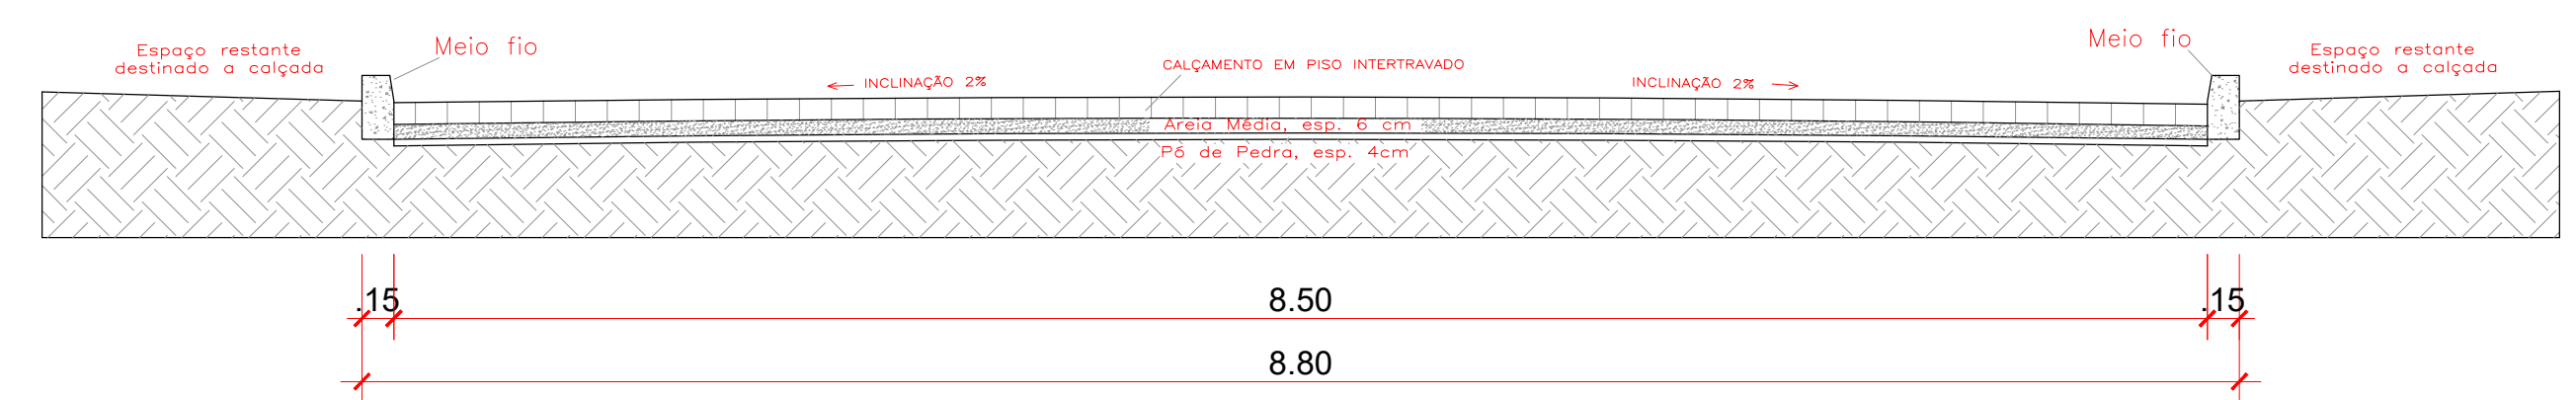 Espaço restante
destinado a calçada
Meio fio
INCLINAÇÃO 2%
CALÇAMENTO EM PISO INTERTRAVADO
INCLINAÇÃO 2%
Meio fio
Espaço restante
destinado a calçada
Areia Média, esp. 6 cm
Pó de Pedra, esp. 4cm
.15
8.50
.15
8.80